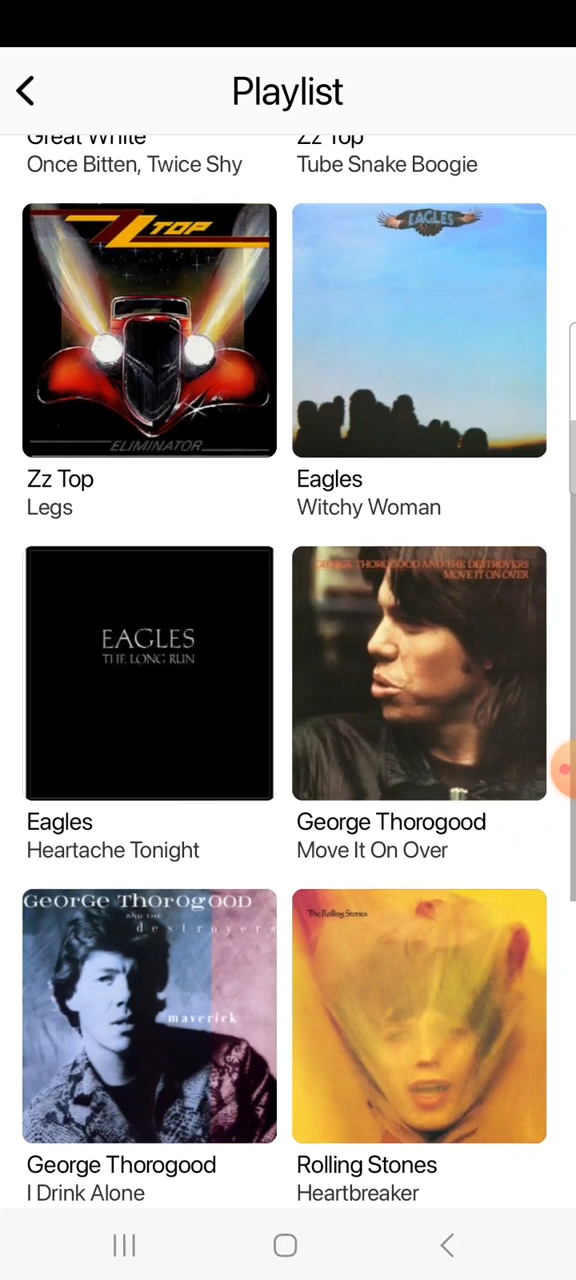 Playlist
Great White
Zz Top
Once Bitten, Twice Shy
Tube Snake Boogie
ZZ TOP
ELIMINATOR
EAGLES
Zz Top
Eagles
Legs
Witchy Woman
EAGLES
THE LONG RUN
GEORGE THOROGOOD AND THE DESTROYERS
MOVE IT ON OVER
Eagles
George Thorogood
Heartache Tonight
Move It On Over
GEORGE THOROGOOD
AND THE
destroyers
maverick
The Rolling Stones
George Thorogood
Rolling Stones
I Drink Alone
Heartbreaker